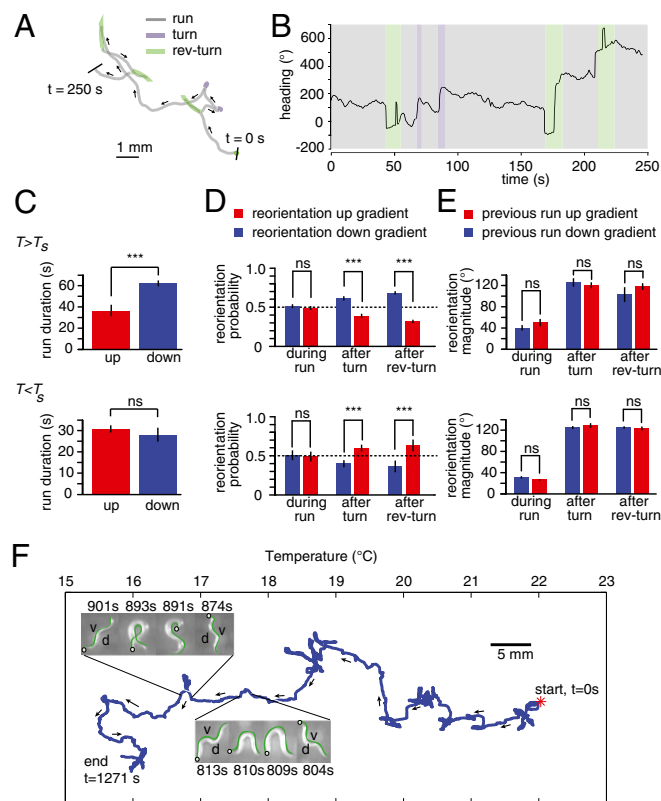 A
run
turn
rev-turn
t = 250 s
1 mm
t = 0 s
B
heading (°)
600
400
200
0
-200
0
50
100
150
200
250
time (s)
C
T>Ts
run duration (s)
80
60
40
20
0
***
up
down
T<Ts
run duration (s)
30
20
10
0
ns
up
down
D
reorientation up gradient
reorientation down gradient
reorientation probability
1.0
0.5
0
ns
***
***
during run
after turn
after rev-turn
reorientation probability
1.0
0.5
0
ns
***
***
during run
after turn
after rev-turn
E
previous run up gradient
previous run down gradient
reorientation magnitude (°)
120
80
40
0
ns
ns
ns
during run
after turn
after rev-turn
reorientation magnitude (°)
120
80
40
0
ns
ns
ns
during run
after turn
after rev-turn
F
Temperature (°C)
15
16
17
18
19
20
21
22
23
901s
893s
891s
874s
v
d
v
d
5 mm
start, t=0s
v
d
v
d
813s
810s
809s
804s
end
t=1271 s